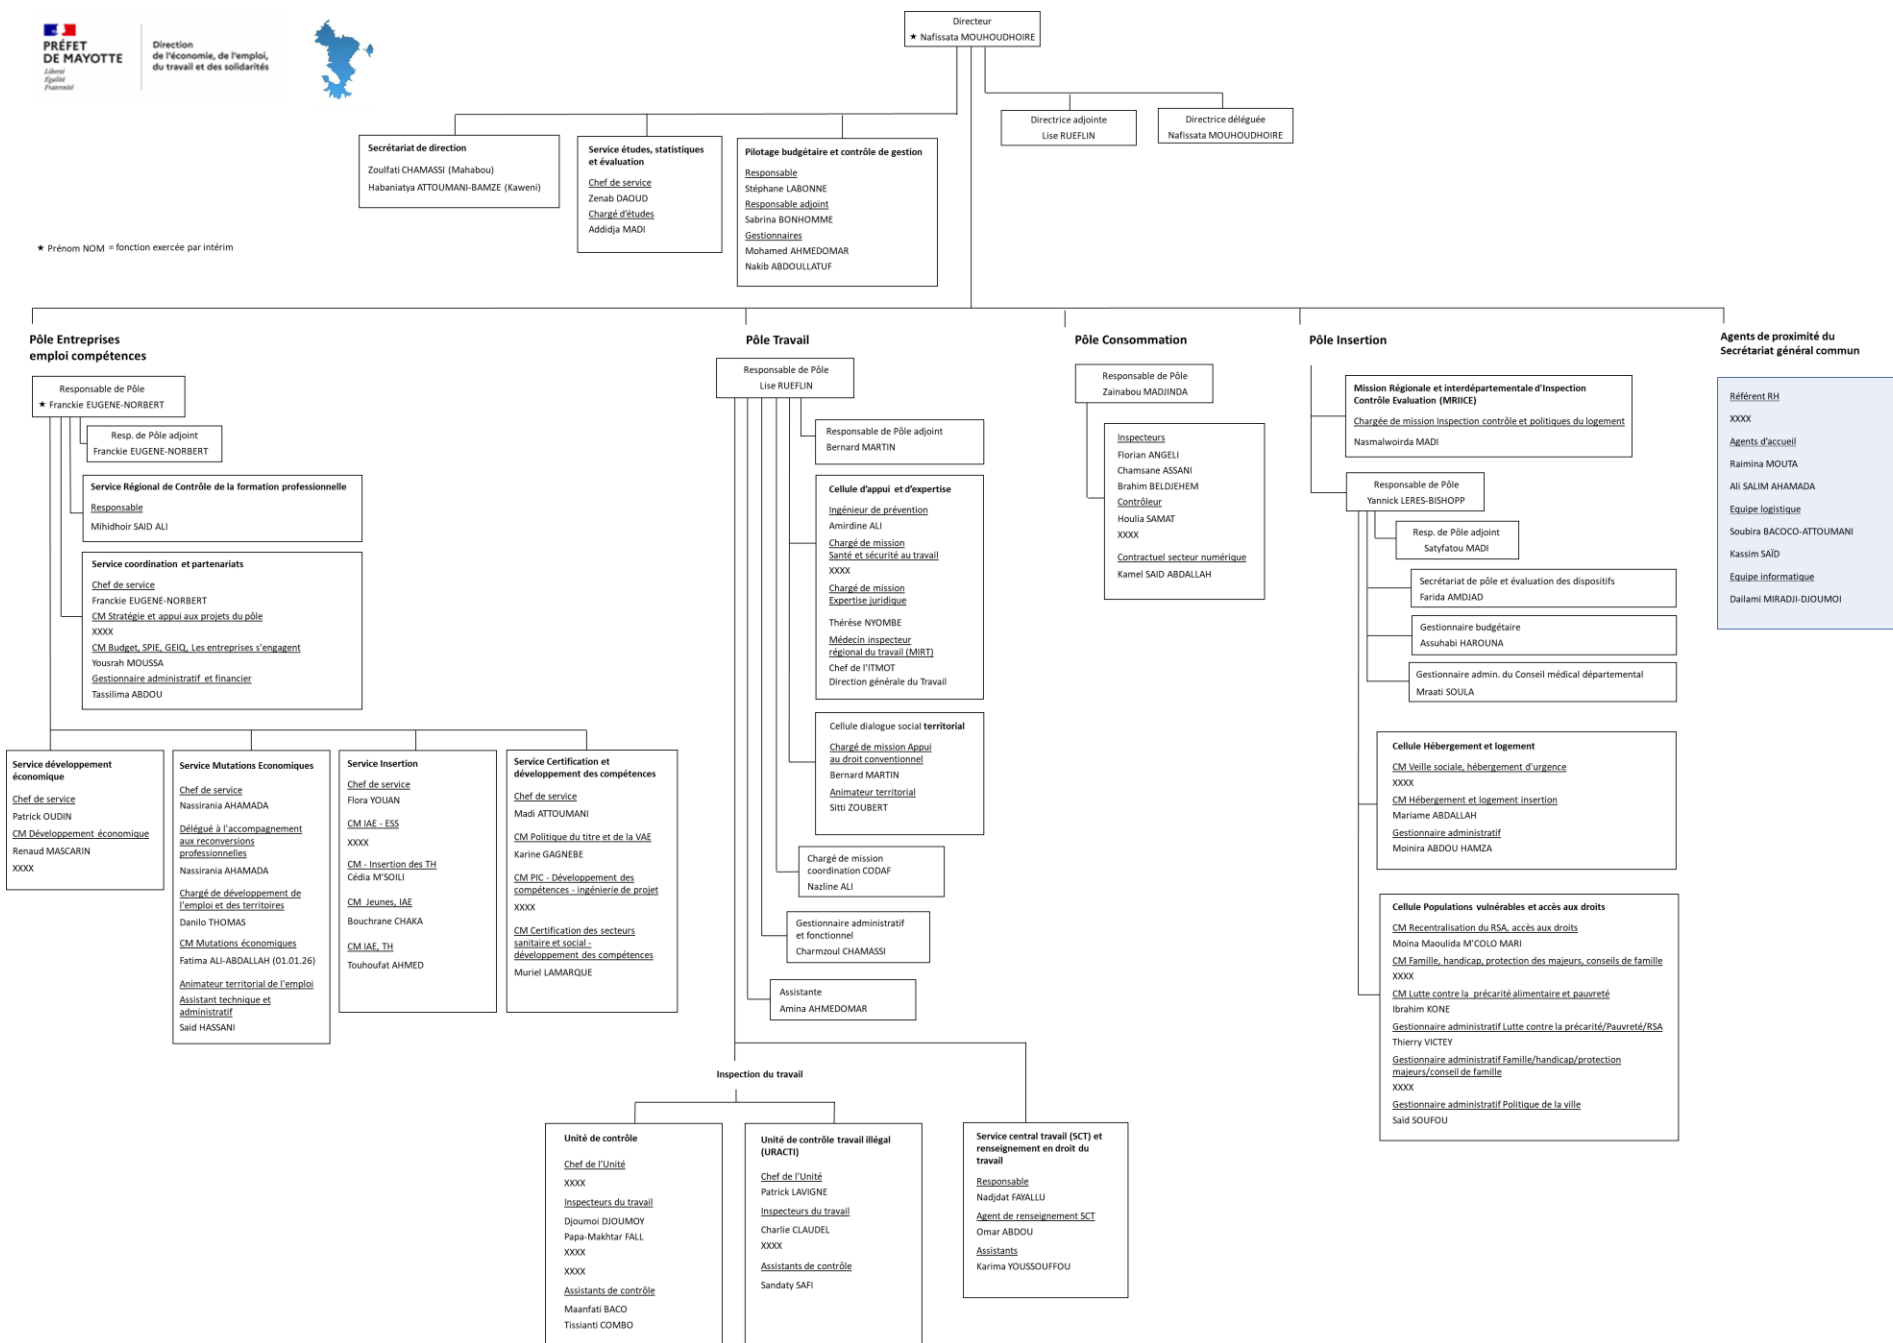 PRÉFET
DE MAYOTTE
Liberté
Égalité
Fraternité
Direction
de l'économie, de l'emploi,
du travail et des solidarités
Directeur
★ Nafissata MOUHOUDHOIRE
Directrice adjointe
Lise RUEFLIN
Directrice déléguée
Nafissata MOUHOUDHOIRE
Secrétariat de direction
Zoulfati CHAMASSI (Mahabou)
Habaniatya ATTOUMANI-BAMZE (Kaweni)
Service études, statistiques
et évaluation
Chef de service
Zenab DAOUD
Chargé d'études
Addidja MADI
Pilotage budgétaire et contrôle de gestion
Responsable
Stéphane LABONNE
Responsable adjoint
Sabrina BONHOMME
Gestionnaires
Mohamed AHMEDOMAR
Nakib ABDOULLATUF
★ Prénom NOM = fonction exercée par intérim
Pôle Entreprises
emploi compétences
Responsable de Pôle
★ Franckie EUGENE-NORBERT
Resp. de Pôle adjoint
Franckie EUGENE-NORBERT
Service Régional de Contrôle de la formation professionnelle
Responsable
Mihidhoir SAID ALI
Service coordination et partenariats
Chef de service
Franckie EUGENE-NORBERT
CM Stratégie et appui aux projets du pôle
XXXX
CM Budget, SPIE, GEIQ, Les entreprises s'engagent
Yousrah MOUSSA
Gestionnaire administratif et financier
Tassilima ABDOU
Service développement
économique
Chef de service
Patrick OUDIN
CM Développement économique
Renaud MASCARIN
XXXX
Service Mutations Economiques
Chef de service
Nassirania AHAMADA
Délégué à l'accompagnement
aux reconversions
professionnelles
Nassirania AHAMADA
Chargé de développement de
l'emploi et des territoires
Danilo THOMAS
CM Mutations économiques
Fatima ALI-ABDALLAH (01.01.26)
Animateur territorial de l'emploi
Assistant technique et
administratif
Said HASSANI
Service Insertion
Chef de service
Flora YOUAN
CM IAE - ESS
XXXX
CM - Insertion des TH
Cédia M'SOILI
CM Jeunes, IAE
Bouchrane CHAKA
CM IAE, TH
Touhoufat AHMED
Service Certification et
développement des compétences
Chef de service
Madi ATTOUMANI
CM Politique du titre et de la VAE
Karine GAGNEBE
CM PIC - Développement des
compétences - ingénierie de projet
XXXX
CM Certification des secteurs
sanitaire et social -
développement des compétences
Muriel LAMARQUE
Pôle Travail
Responsable de Pôle
Lise RUEFLIN
Responsable de Pôle adjoint
Bernard MARTIN
Cellule d'appui et d'expertise
Ingénieur de prévention
Amirdine ALI
Chargé de mission
Santé et sécurité au travail
XXXX
Chargé de mission
Expertise juridique
Thérèse NYOMBE
Médecin inspecteur
régional du travail (MIRT)
Chef de l'ITMOT
Direction générale du Travail
Cellule dialogue social territorial
Chargé de mission Appui
au droit conventionnel
Bernard MARTIN
Animateur territorial
Sitti ZOUBERT
Chargé de mission
coordination CODAF
Nazline ALI
Gestionnaire administratif
et fonctionnel
Charmzoul CHAMASSI
Assistante
Amina AHMEDOMAR
Inspection du travail
Unité de contrôle
Chef de l'Unité
XXXX
Inspecteurs du travail
Djoumoi DJOUMOY
Papa-Makhtar FALL
XXXX
XXXX
Assistants de contrôle
Maanfati BACO
Tissianti COMBO
Unité de contrôle travail illégal
(URACTI)
Chef de l'Unité
Patrick LAVIGNE
Inspecteurs du travail
Charlie CLAUDEL
XXXX
Assistants de contrôle
Sandaty SAFI
Service central travail (SCT) et
renseignement en droit du
travail
Responsable
Nadjdat FAYALLU
Agent de renseignement SCT
Omar ABDOU
Assistants
Karima YOUSSOUFFOU
Pôle Consommation
Responsable de Pôle
Zainabou MADJINDA
Inspecteurs
Florian ANGELI
Chamsane ASSANI
Brahim BELDJEHEM
Contrôleur
Houlia SAMAT
XXXX
Contractuel secteur numérique
Kamel SAID ABDALLAH
Pôle Insertion
Mission Régionale et interdépartementale d'Inspection
Contrôle Evaluation (MRIICE)
Chargée de mission Inspection contrôle et politiques du logement
Nasmalwoirda MADI
Responsable de Pôle
Yannick LERES-BISHOPP
Resp. de Pôle adjoint
Satyfatou MADI
Secrétariat de pôle et évaluation des dispositifs
Farida AMDJAD
Gestionnaire budgétaire
Assuhabi HAROUNA
Gestionnaire admin. du Conseil médical départemental
Mraati SOULA
Cellule Hébergement et logement
CM Veille sociale, hébergement d'urgence
XXXX
CM Hébergement et logement insertion
Mariame ABDALLAH
Gestionnaire administratif
Moinira ABDOU HAMZA
Cellule Populations vulnérables et accès aux droits
CM Recentralisation du RSA, accès aux droits
Moina Maoulida M'COLO MARI
CM Famille, handicap, protection des majeurs, conseils de famille
XXXX
CM Lutte contre la précarité alimentaire et pauvreté
Ibrahim KONE
Gestionnaire administratif Lutte contre la précarité/Pauvreté/RSA
Thierry VICTEY
Gestionnaire administratif Famille/handicap/protection
majeurs/conseil de famille
XXXX
Gestionnaire administratif Politique de la ville
Saïd SOUFOU
Agents de proximité du
Secrétariat général commun
Référent RH
XXXX
Agents d'accueil
Raimina MOUTA
Ali SALIM AHAMADA
Equipe logistique
Soubira BACOCO-ATTOUMANI
Kassim SAÏD
Equipe informatique
Dailami MIRADJI-DJOUMOI